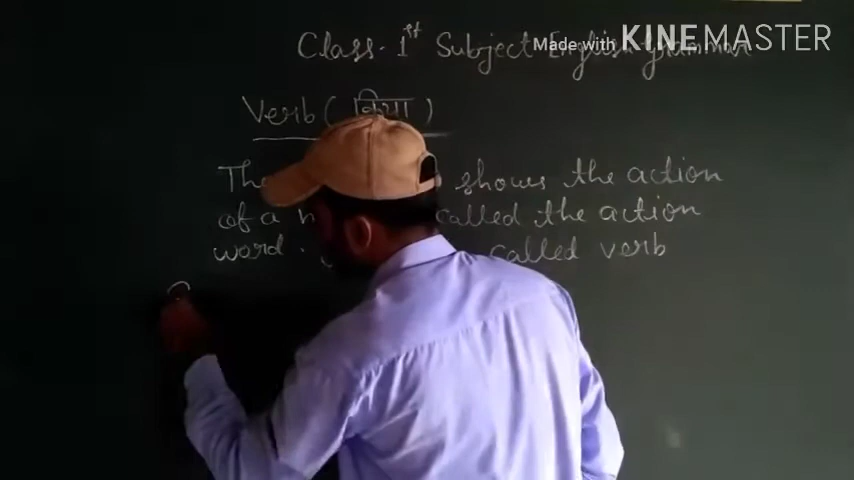 Class-1st Subject English Grammar
Made with KINEMASTER
Verb (क्रिया)
The shows the action
of a called the action
word. called verb